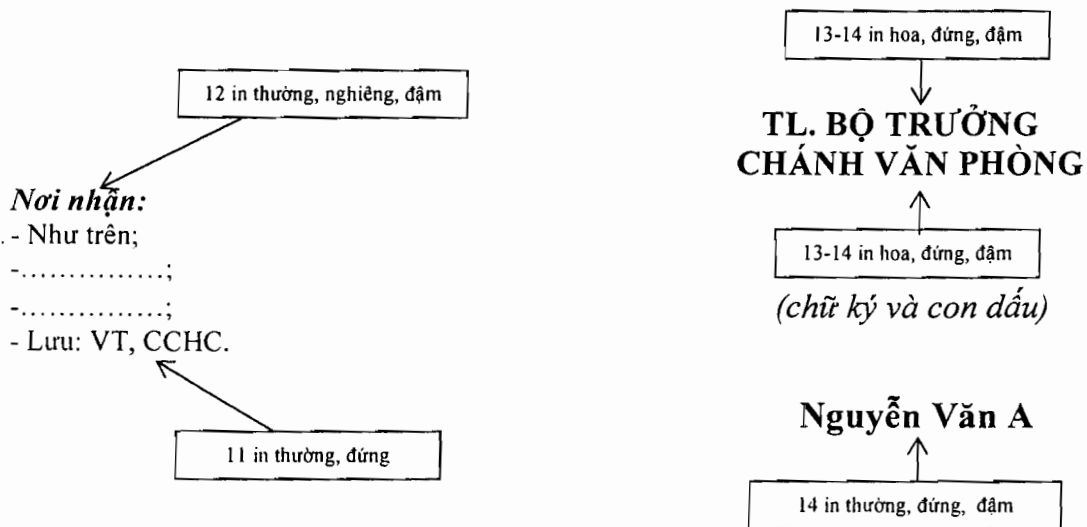 12 in thường, nghiêng, đậm
Nơi nhận:
. - Như trên;
-...............;
-...............;
- Lưu: VT, CCHC.
11 in thường, đứng
13-14 in hoa, đứng, đậm
TL. BỘ TRƯỞNG
CHÁNH VĂN PHÒNG
13-14 in hoa, đứng, đậm
(chữ ký và con dấu)
Nguyễn Văn A
14 in thường, đứng, đậm